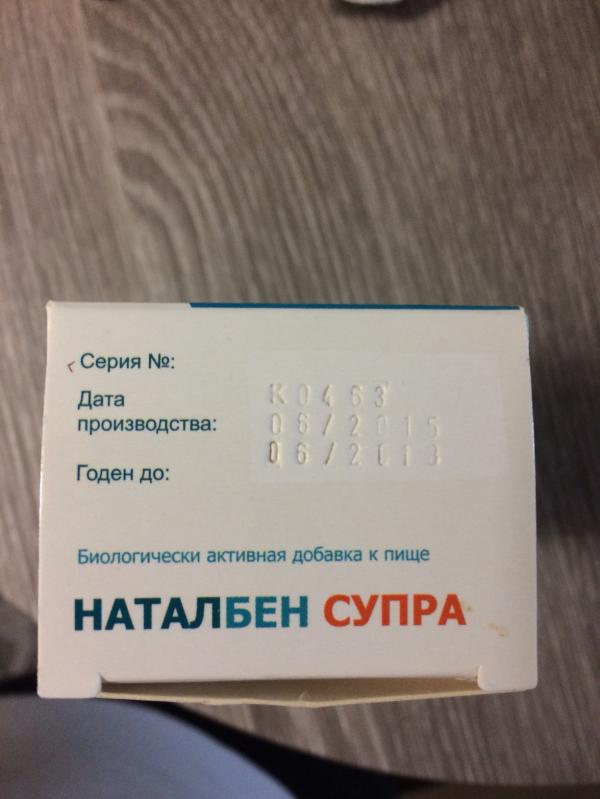 Серия №:
K0463
Дата
производства:
06/2015
Годен до:
06/2018
Биологически активная добавка к пище
НАТАЛБЕН СУПРА